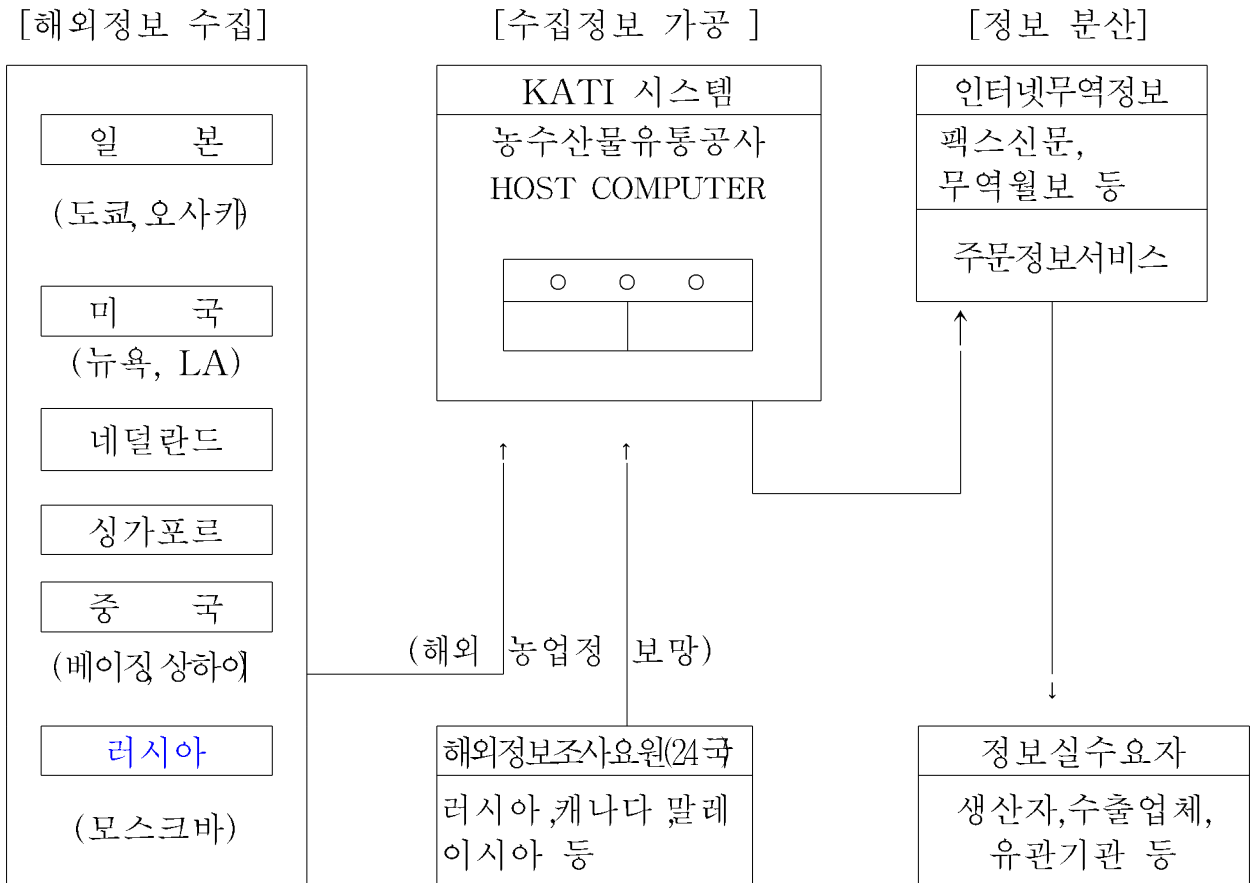 [해외정보 수집]
일 본
(도쿄, 오사카)
미 국
(뉴욕, LA)
네덜란드
싱가포르
중 국
(베이징, 상하이)
러시아
(모스크바)
[수집정보 가공 ]
KATI 시스템
농수산물유통공사
HOST COMPUTER
(해외 농업정 보망)
해외정보조사요원(24국)
러시아,캐나다,말레
이시아 등
[정보 분산]
인터넷무역정보
팩스신문,
무역월보 등
주문정보서비스
정보실수요자
생산자,수출업체,
유관기관 등